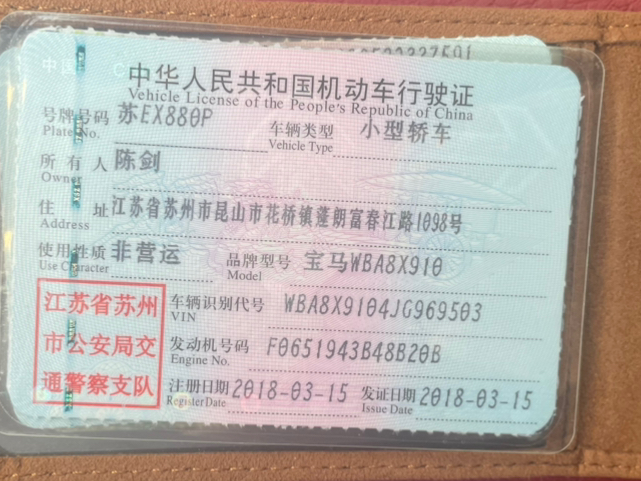 中华人民共和国机动车行驶证
Vehicle License of the People's Republic of China
号牌号码 苏EX880P 车辆类型 小型轿车
Plate No. Vehicle Type
所有人 陈剑
Owner
住址 江苏省苏州市昆山市花桥镇蓬朗富春江路1098号
Address
使用性质 非营运 品牌型号 宝马WBA8X910
Use Character Model
江苏省苏州 车辆识别代号 WBA8X9104JG969503
VIN
市公安局交 发动机号码 F0651943B48B20B
Engine No.
通警察支队 注册日期 2018-03-15 发证日期 2018-03-15
Register Date Issue Date